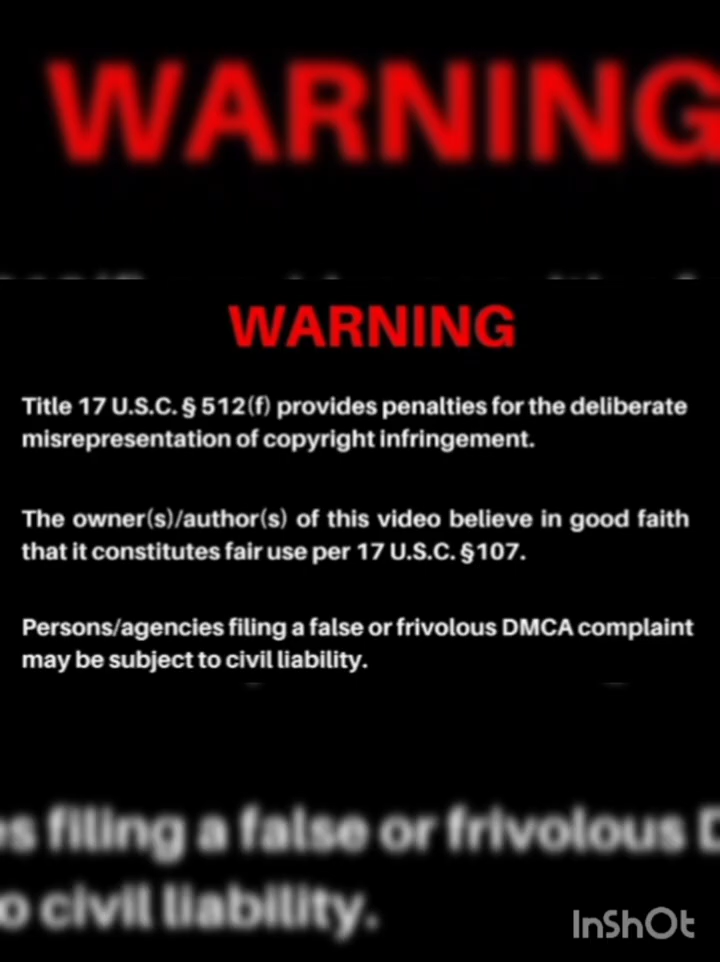 WARNING
WARNING
Title 17 U.S.C. § 512(f) provides penalties for the deliberate
misrepresentation of copyright infringement.
The owner(s)/author(s) of this video believe in good faith
that it constitutes fair use per 17 U.S.C. §107.
Persons/agencies filing a false or frivolous DMCA complaint
may be subject to civil liability.
filing a false or frivolous
civil liability.
InShOt